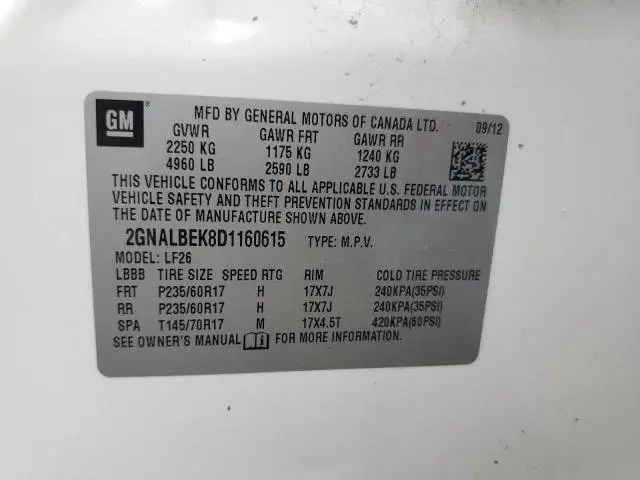 GM ®
MFD BY GENERAL MOTORS OF CANADA LTD. 09/12
GVWR GAWR FRT GAWR RR
2250 KG 1175 KG 1240 KG
4960 LB 2590 LB 2733 LB
THIS VEHICLE CONFORMS TO ALL APPLICABLE U.S. FEDERAL MOTOR
VEHICLE SAFETY AND THEFT PREVENTION STANDARDS IN EFFECT ON
THE DATE OF MANUFACTURE SHOWN ABOVE.
2GNALBEK8D1160615 TYPE: M.P.V.
MODEL: LF26
LBBB TIRE SIZE SPEED RTG RIM COLD TIRE PRESSURE
FRT P235/60R17 H 17X7J 240KPA(35PSI)
RR P235/60R17 H 17X7J 240KPA(35PSI)
SPA T145/70R17 M 17X4.5T 420KPA(60PSI)
SEE OWNER'S MANUAL i FOR MORE INFORMATION.